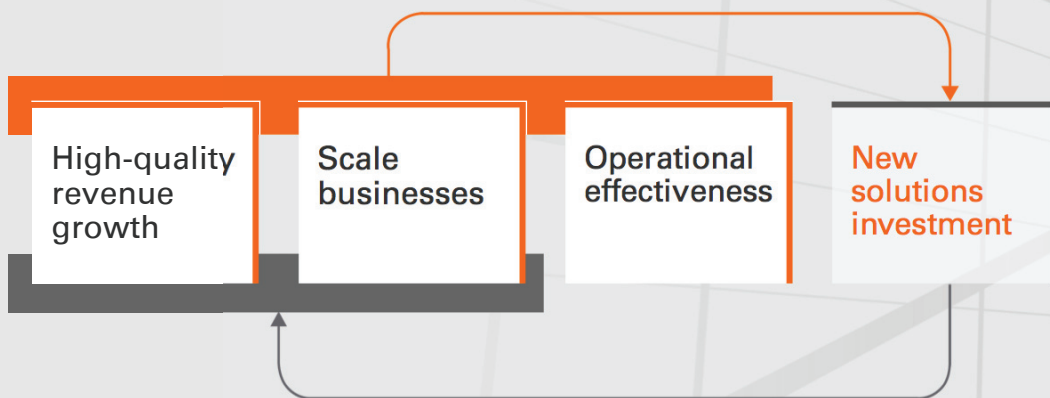 High-quality
revenue
growth
Scale
businesses
Operational
effectiveness
New
solutions
investment